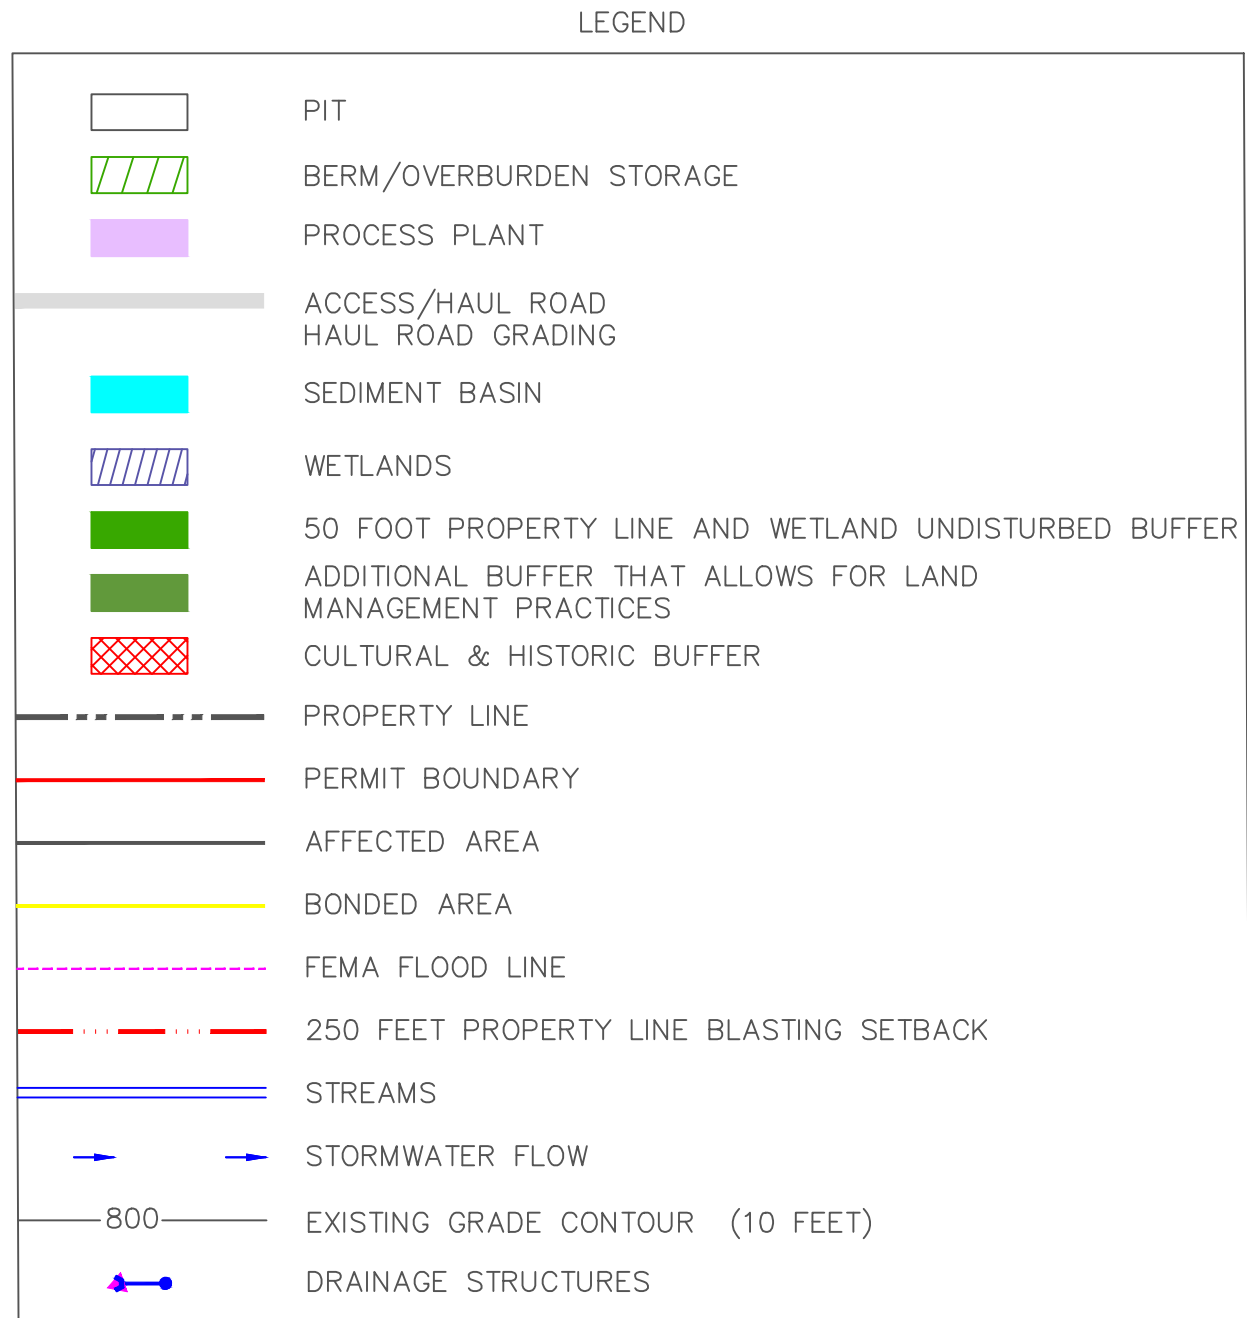 LEGEND
PIT
BERM/OVERBURDEN STORAGE
PROCESS PLANT
ACCESS/HAUL ROAD
HAUL ROAD GRADING
SEDIMENT BASIN
WETLANDS
50 FOOT PROPERTY LINE AND WETLAND UNDISTURBED BUFFER
ADDITIONAL BUFFER THAT ALLOWS FOR LAND
MANAGEMENT PRACTICES
CULTURAL & HISTORIC BUFFER
PROPERTY LINE
PERMIT BOUNDARY
AFFECTED AREA
BONDED AREA
FEMA FLOOD LINE
250 FEET PROPERTY LINE BLASTING SETBACK
STREAMS
STORMWATER FLOW
800 EXISTING GRADE CONTOUR (10 FEET)
DRAINAGE STRUCTURES